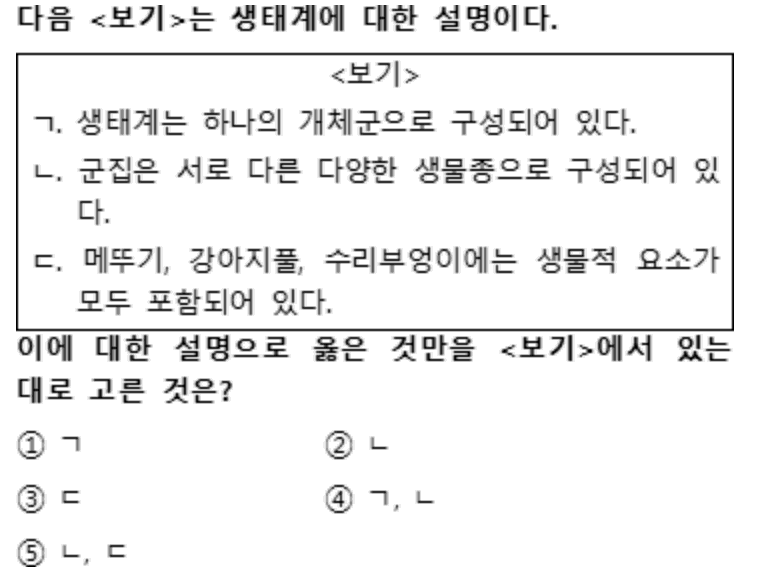 다음 <보기>는 생태계에 대한 설명이다.
<보기>
ㄱ. 생태계는 하나의 개체군으로 구성되어 있다.
ㄴ. 군집은 서로 다른 다양한 생물종으로 구성되어 있
다.
ㄷ. 메뚜기, 강아지풀, 수리부엉이에는 생물적 요소가
모두 포함되어 있다.
이에 대한 설명으로 옳은 것만을 <보기>에서 있는
대로 고른 것은?
① ㄱ ② ㄴ
③ ㄷ ④ ㄱ, ㄴ
⑤ ㄴ, ㄷ